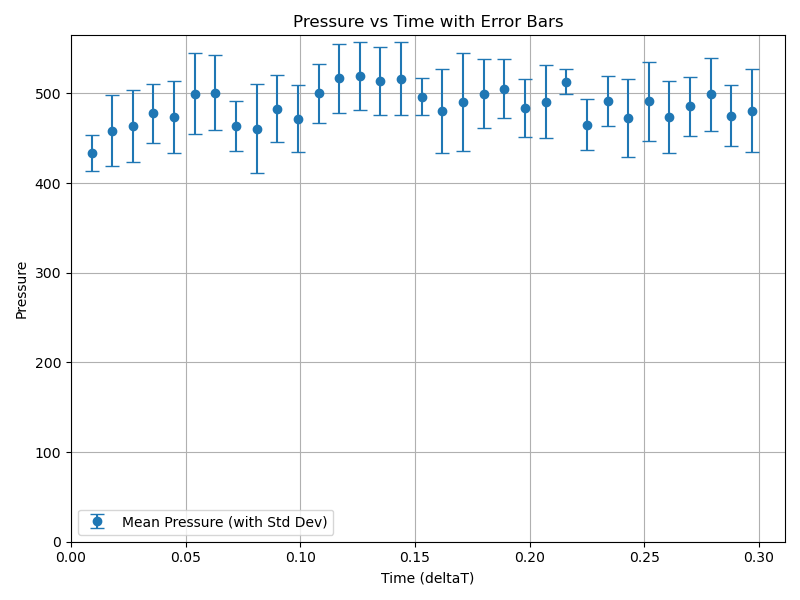 Pressure vs Time with Error Bars
Pressure
500
400
300
200
100
0
Mean Pressure (with Std Dev)
0.00 0.05 0.10 0.15 0.20 0.25 0.30
Time (deltaT)